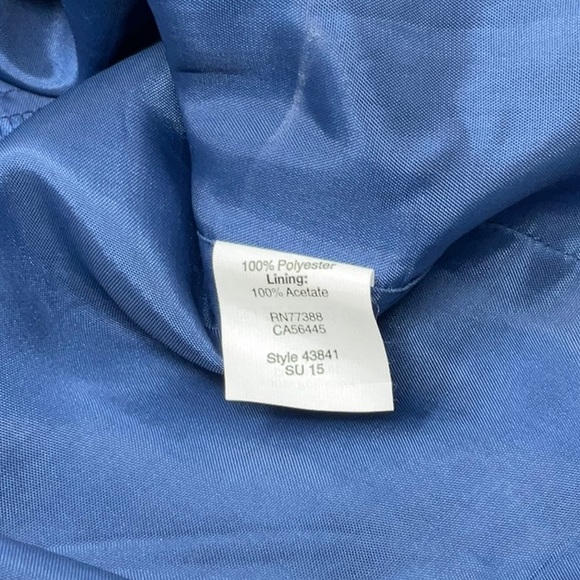 100% Polyester
Lining:
100% Acetate
RN77388
CA56445
Style 43841
SU 15